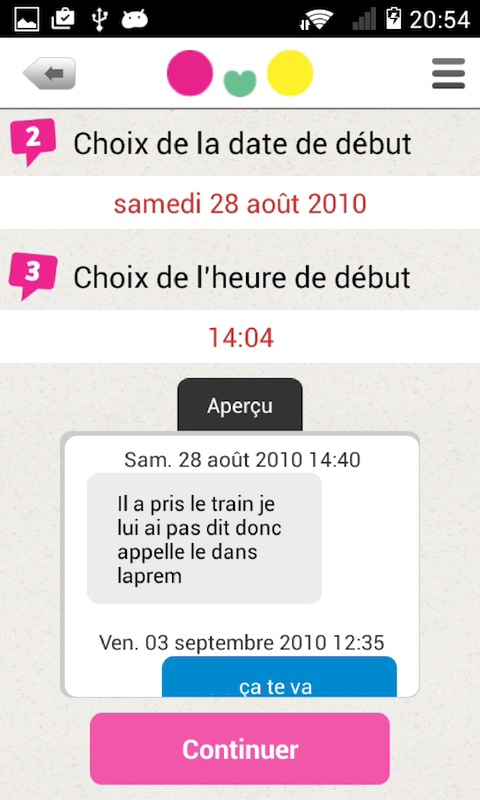 20:54
2
Choix de la date de début
samedi 28 août 2010
3
Choix de l'heure de début
14:04
Aperçu
Sam. 28 août 2010 14:40
Il a pris le train je
lui ai pas dit donc
appelle le dans
laprem
Ven. 03 septembre 2010 12:35
ça te va
Continuer